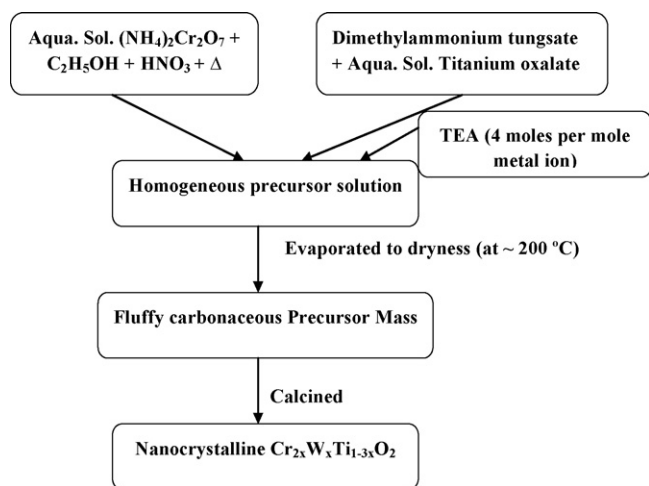 Aqua. Sol. (NH₄)₂Cr₂O₇ +
C₂H₅OH + HNO₃ + Δ
Dimethylammonium tungsate
+ Aqua. Sol. Titanium oxalate
TEA (4 moles per mole
metal ion)
Homogeneous precursor solution
Evaporated to dryness (at ~ 200 ºC)
Fluffy carbonaceous Precursor Mass
Calcined
Nanocrystalline Cr₂ₓWₓTi₁₋₃ₓO₂